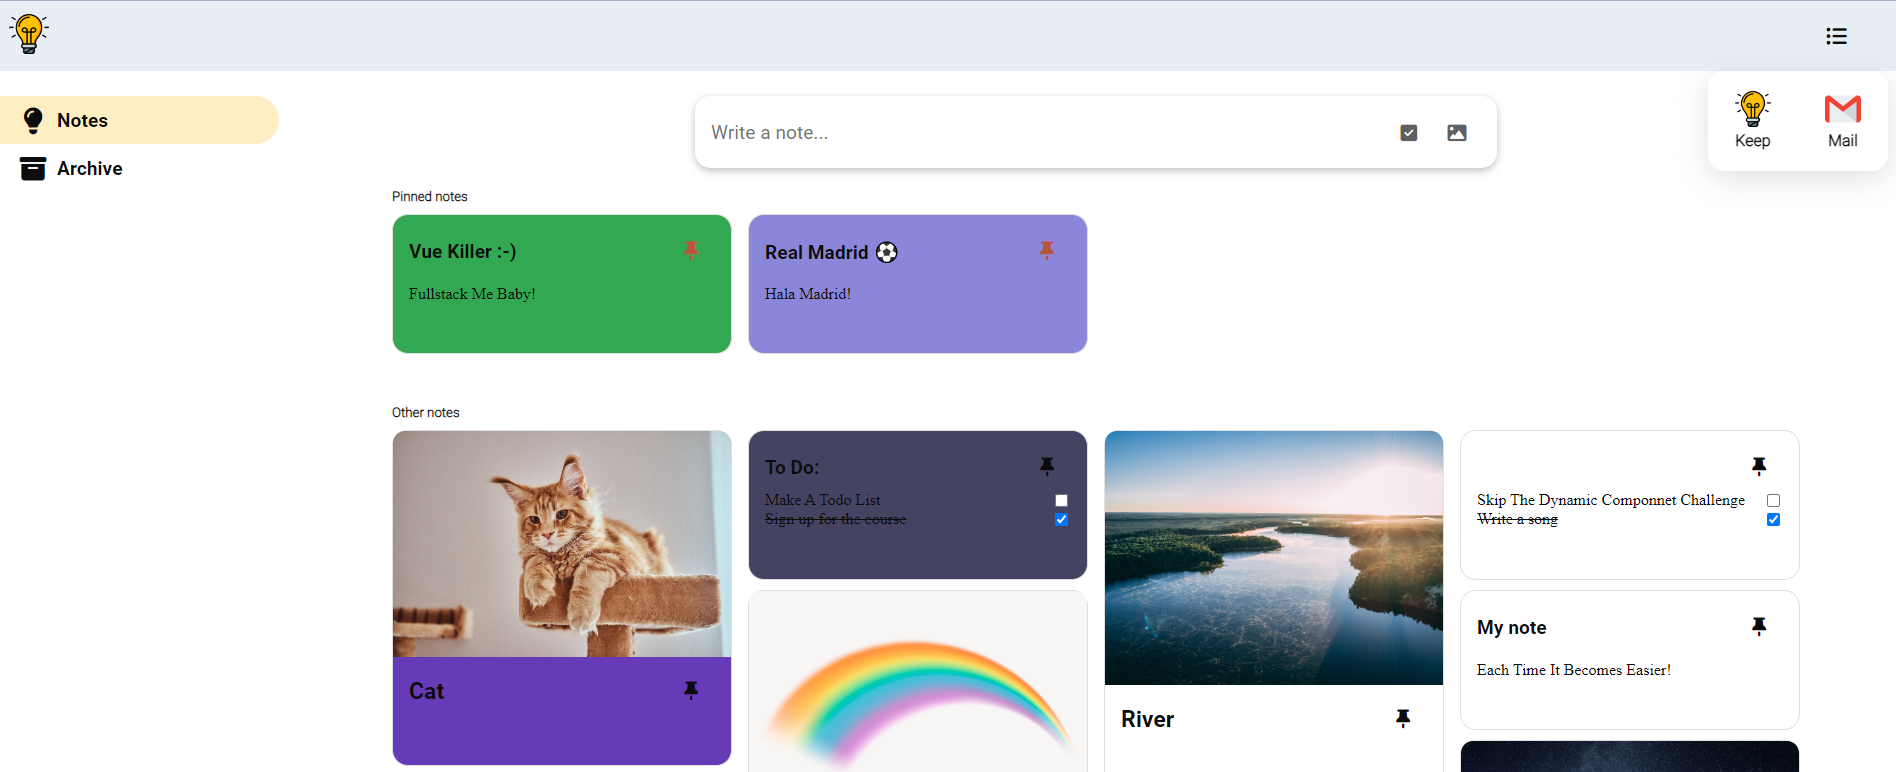 Notes
Archive
Write a note...
Keep
Mail
Pinned notes
Vue Killer :-)
Fullstack Me Baby!
Real Madrid ⚽
Hala Madrid!
Other notes
Cat
To Do:
Make A Todo List
Sign up for the course
River
Skip The Dynamic Componnet Challenge
Write a song
My note
Each Time It Becomes Easier!